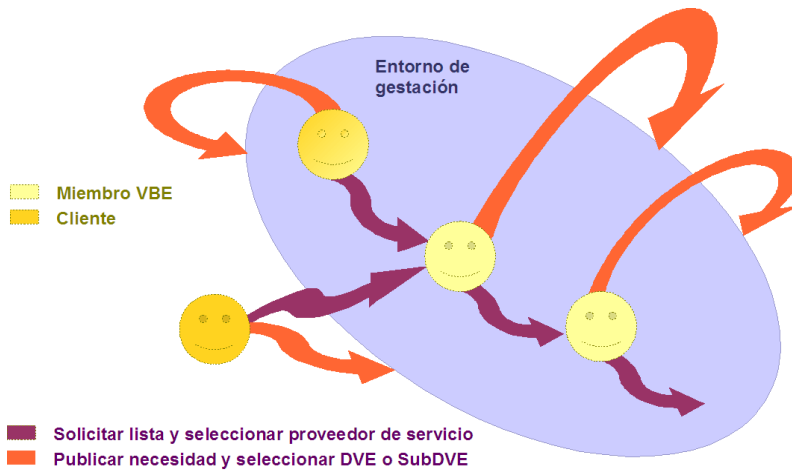 Entorno de
gestación
Miembro VBE
Cliente
Solicitar lista y seleccionar proveedor de servicio
Publicar necesidad y seleccionar DVE o SubDVE